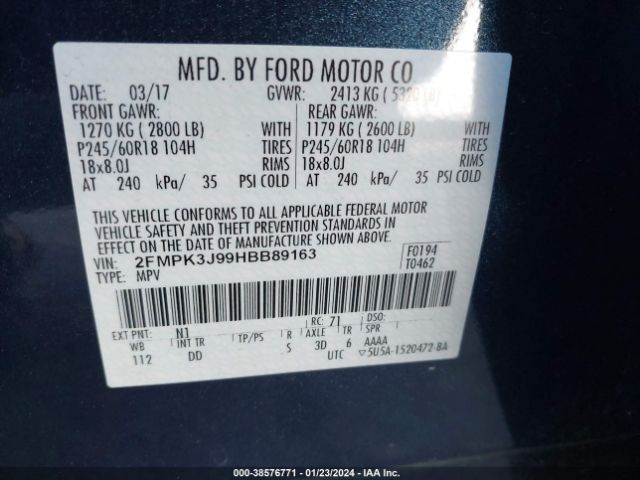 MFD. BY FORD MOTOR CO
DATE: 03/17 GVWR: 2413 KG ( 5320 LB)
FRONT GAWR: REAR GAWR:
1270 KG ( 2800 LB) WITH 1179 KG ( 2600 LB) WITH
P245/60R18 104H TIRES P245/60R18 104H TIRES
18x8.0J RIMS 18x8.0J RIMS
AT 240 kPa/ 35 PSI COLD AT 240 kPa/ 35 PSI COLD
THIS VEHICLE CONFORMS TO ALL APPLICABLE FEDERAL MOTOR
VEHICLE SAFETY AND THEFT PREVENTION STANDARDS IN
EFFECT ON THE DATE OF MANUFACTURE SHOWN ABOVE.
VIN: 2FMPK3J99HBB89163 F0194
TYPE: MPV T0462
EXT PNT: N1 RC: 71 DSO:
WB INT TR TP/PS R AXLE TR SPR
112 DD S 3D 6 AAAA
UTC ▽5U5A-1520472-BA
000-38576771 - 01/23/2024 - IAA Inc.